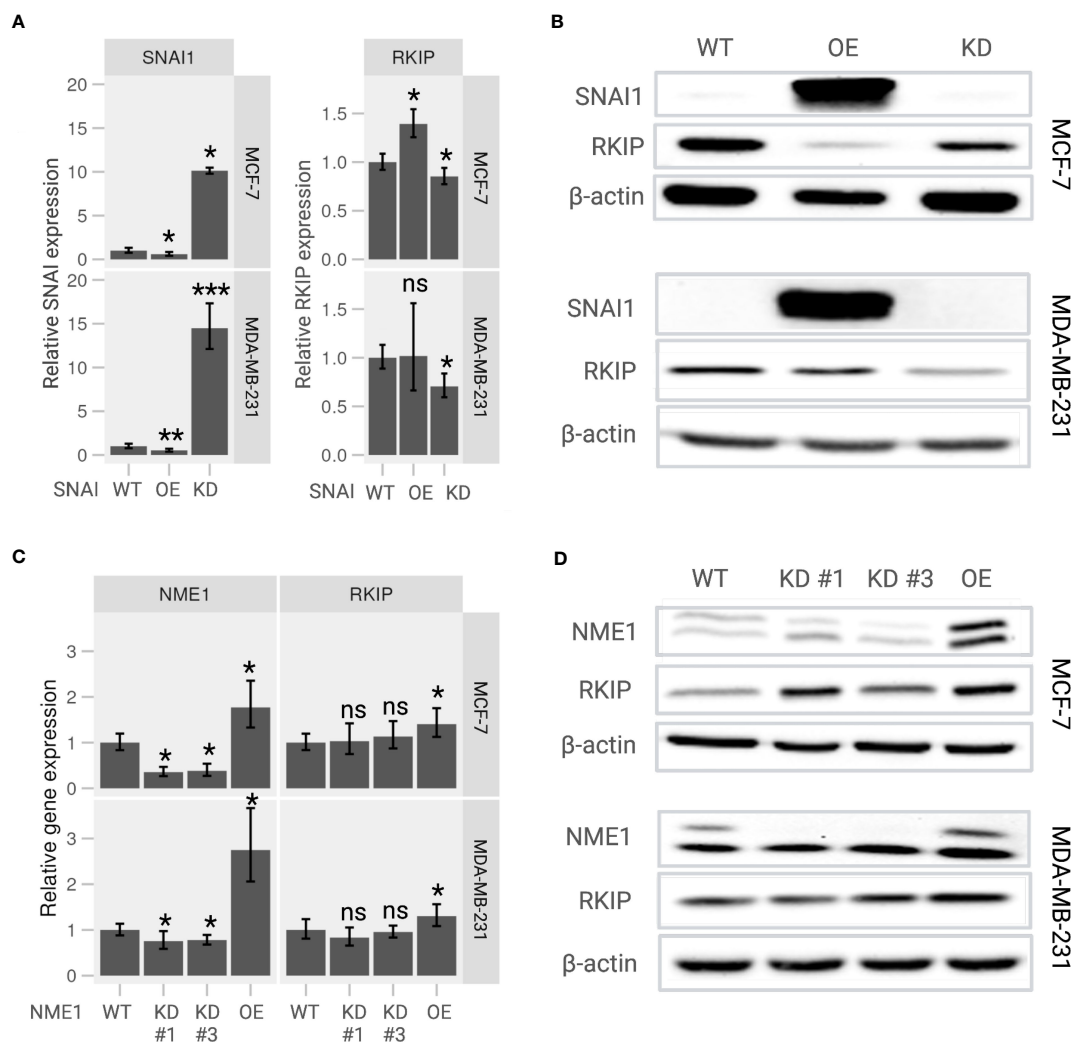 A
SNAI1
RKIP
Relative SNAI expression
20
15
10
5
0
*
*
MCF-7
20
15
10
5
0
**
***
MDA-MB-231
SNAI WT OE KD
Relative RKIP expression
1.5
1.0
0.5
0.0
*
*
MCF-7
1.5
1.0
0.5
0.0
ns
*
MDA-MB-231
SNAI WT OE KD
B
WT OE KD
SNAI1
RKIP
β-actin
MCF-7
SNAI1
RKIP
β-actin
MDA-MB-231
C
NME1 RKIP
Relative gene expression
3
2
1
0
* * *
ns ns *
MCF-7
3
2
1
0
* * *
ns ns *
MDA-MB-231
NME1 WT KD KD OE WT KD KD OE
#1 #3 #1 #3
D
WT KD #1 KD #3 OE
NME1
RKIP
β-actin
MCF-7
NME1
RKIP
β-actin
MDA-MB-231